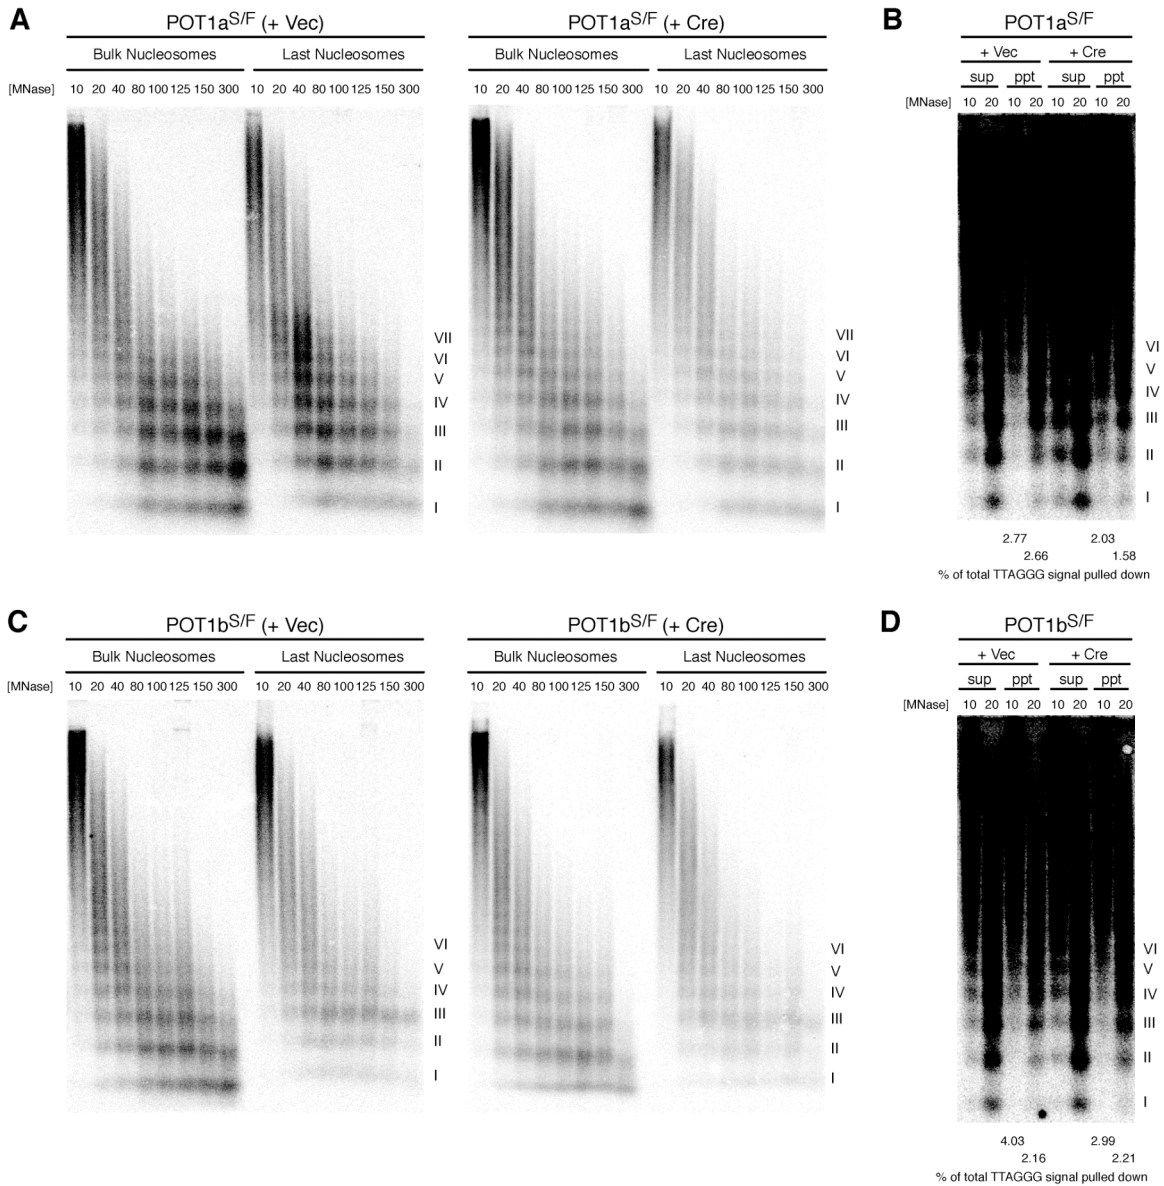 A
POT1aS/F (+ Vec)
Bulk Nucleosomes
Last Nucleosomes
[MNase]
10 20 40 80 100 125 150 300
10 20 40 80 100 125 150 300
VII
VI
V
IV
III
II
I
POT1aS/F (+ Cre)
Bulk Nucleosomes
Last Nucleosomes
10 20 40 80 100 125 150 300
10 20 40 80 100 125 150 300
VII
VI
V
IV
III
II
I
B
POT1aS/F
+ Vec
+ Cre
sup ppt sup ppt
[MNase] 10 20 10 20 10 20 10 20
VI
V
IV
III
II
I
2.77 2.03
2.66 1.58
% of total TTAGGG signal pulled down
C
POT1bS/F (+ Vec)
Bulk Nucleosomes
Last Nucleosomes
[MNase]
10 20 40 80 100 125 150 300
10 20 40 80 100 125 150 300
VI
V
IV
III
II
I
POT1bS/F (+ Cre)
Bulk Nucleosomes
Last Nucleosomes
10 20 40 80 100 125 150 300
10 20 40 80 100 125 150 300
VI
V
IV
III
II
I
D
POT1bS/F
+ Vec
+ Cre
sup ppt sup ppt
[MNase] 10 20 10 20 10 20 10 20
VI
V
IV
III
II
I
4.03 2.99
2.16 2.21
% of total TTAGGG signal pulled down